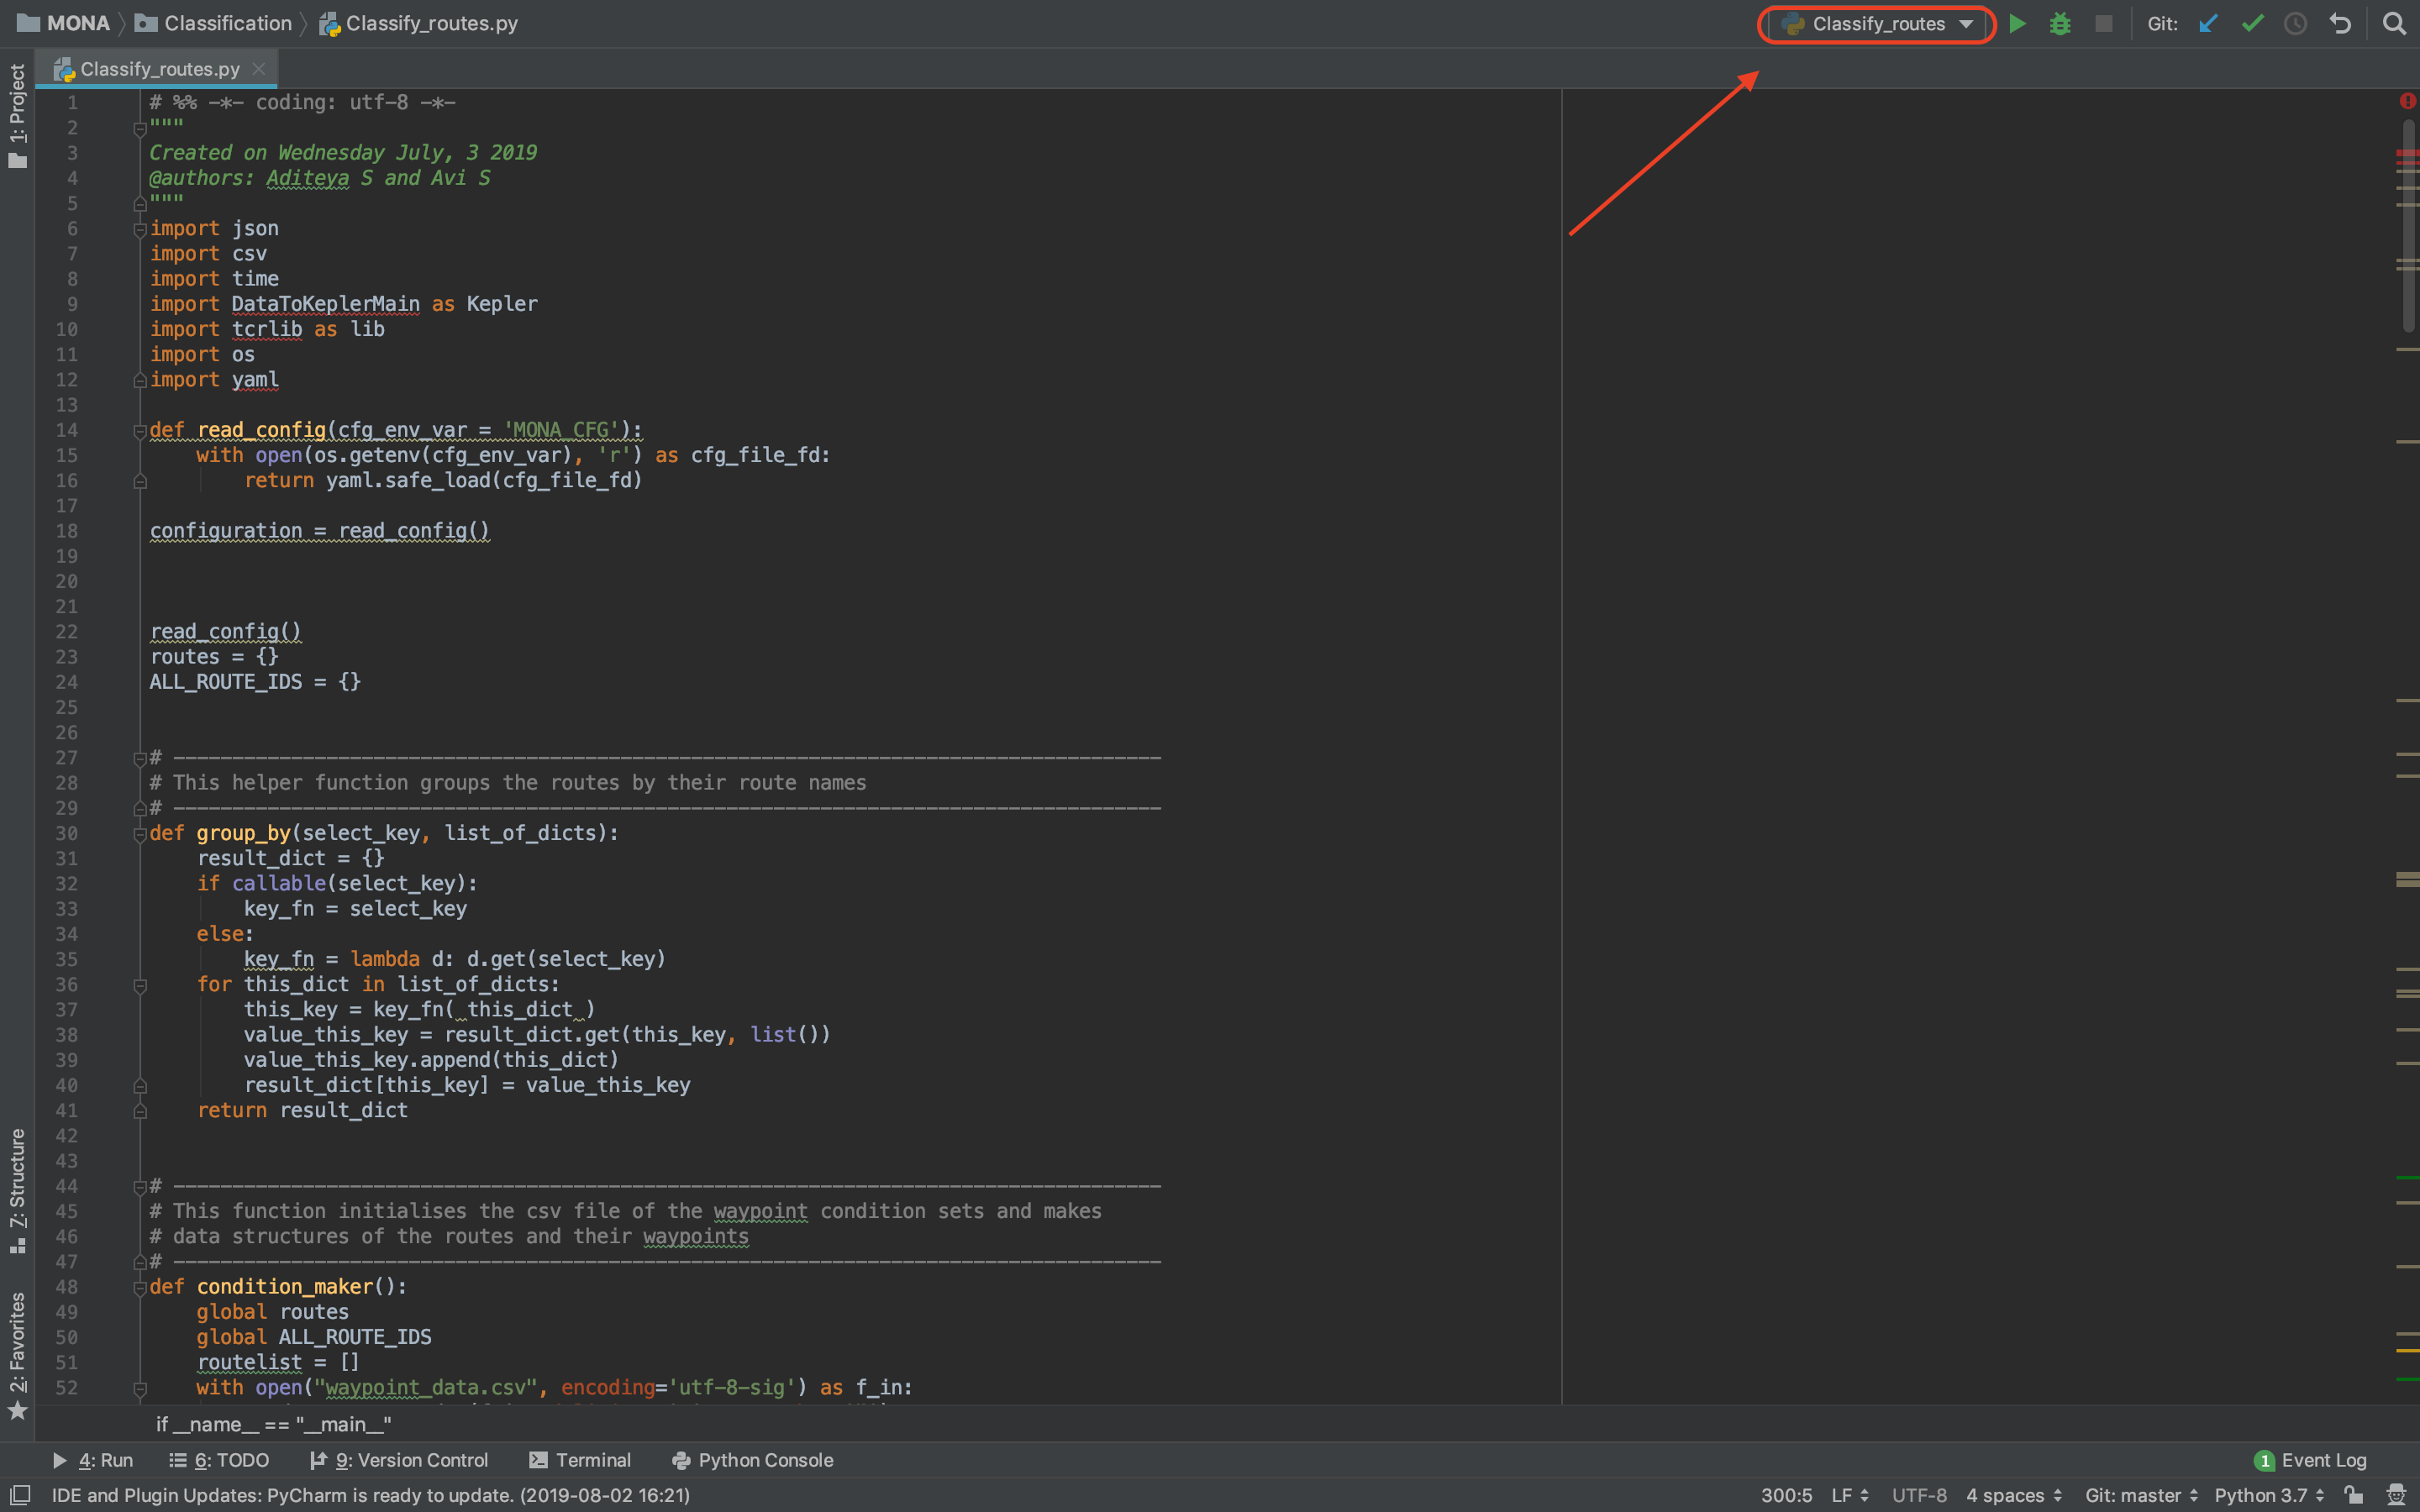 MONA Classification Classify_routes.py
Classify_routes Git:
Classify_routes.py
1: Project
1 # %% -*- coding: utf-8 -*-
2 """
3 Created on Wednesday July, 3 2019
4 @authors: Aditeya S and Avi S
5 """
6 import json
7 import csv
8 import time
9 import DataToKeplerMain as Kepler
10 import tcrlib as lib
11 import os
12 import yaml
13
14 def read_config(cfg_env_var = 'MONA_CFG'):
15     with open(os.getenv(cfg_env_var), 'r') as cfg_file_fd:
16         return yaml.safe_load(cfg_file_fd)
17
18 configuration = read_config()
19
20
21
22 read_config()
23 routes = {}
24 ALL_ROUTE_IDS = {}
25
26
27 # ------------------------------------------------------------------------------------
28 # This helper function groups the routes by their route names
29 # ------------------------------------------------------------------------------------
30 def group_by(select_key, list_of_dicts):
31     result_dict = {}
32     if callable(select_key):
33         key_fn = select_key
34     else:
35         key_fn = lambda d: d.get(select_key)
36     for this_dict in list_of_dicts:
37         this_key = key_fn( this_dict )
38         value_this_key = result_dict.get(this_key, list())
39         value_this_key.append(this_dict)
40         result_dict[this_key] = value_this_key
41     return result_dict
42
43
44 # ------------------------------------------------------------------------------------
45 # This function initialises the csv file of the waypoint condition sets and makes
46 # data structures of the routes and their waypoints
47 # ------------------------------------------------------------------------------------
48 def condition_maker():
49     global routes
50     global ALL_ROUTE_IDS
51     routelist = []
52     with open("waypoint_data.csv", encoding='utf-8-sig') as f_in:
7: Structure
2: Favorites
if __name__ == "__main__"
4: Run 6: TODO 9: Version Control Terminal Python Console 1 Event Log
IDE and Plugin Updates: PyCharm is ready to update. (2019-08-02 16:21) 300:5 LF UTF-8 4 spaces Git: master Python 3.7